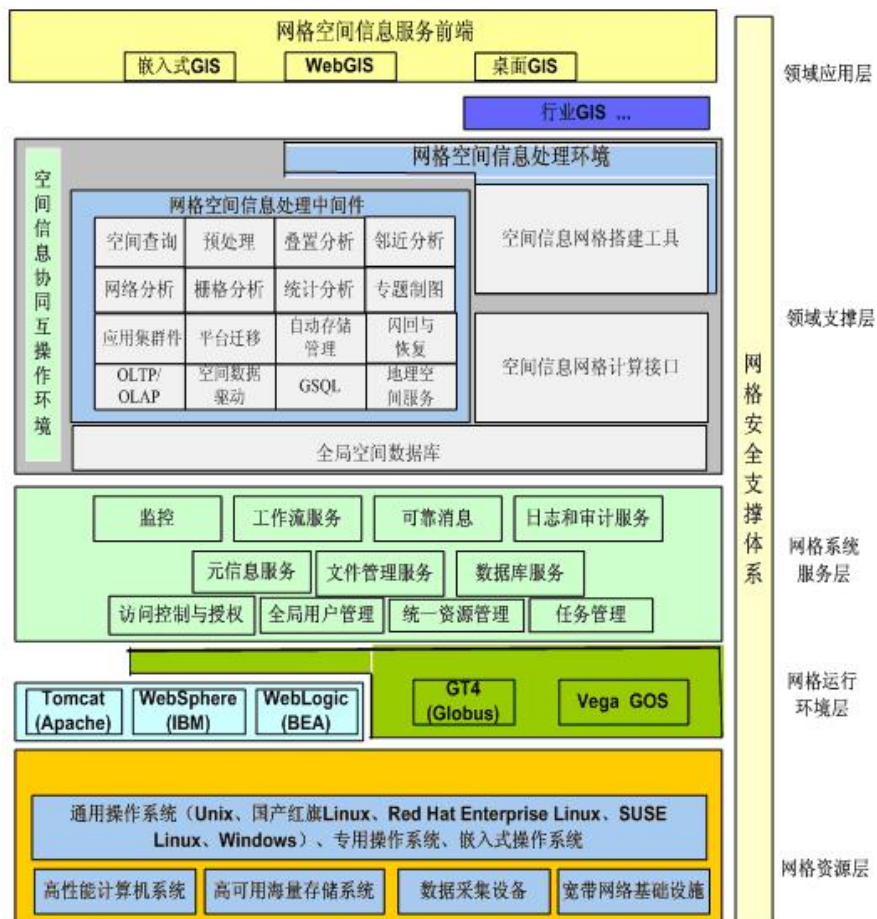 网格空间信息服务前端
嵌入式GIS
WebGIS
桌面GIS
领域应用层
行业GIS ...
空间信息协同互操作环境
网格空间信息处理环境
网格空间信息处理中间件
空间查询
预处理
叠置分析
邻近分析
网络分析
栅格分析
统计分析
专题制图
应用集群件
平台迁移
自动存储
管理
闪回与
恢复
OLTP/
OLAP
空间数据
驱动
GSQL
地理空
间服务
空间信息网格搭建工具
空间信息网格计算接口
全局空间数据库
领域支撑层
网格安全支撑体系
监控
工作流服务
可靠消息
日志和审计服务
元信息服务
文件管理服务
数据库服务
访问控制与授权
全局用户管理
统一资源管理
任务管理
网格系统
服务层
Tomcat
(Apache)
WebSphere
(IBM)
WebLogic
(BEA)
GT4
(Globus)
Vega GOS
网格运行
环境层
通用操作系统（Unix、国产红旗Linux、Red Hat Enterprise Linux、SUSE
Linux、Windows）、专用操作系统、嵌入式操作系统
高性能计算机系统
高可用海量存储系统
数据采集设备
宽带网络基础设施
网格资源层